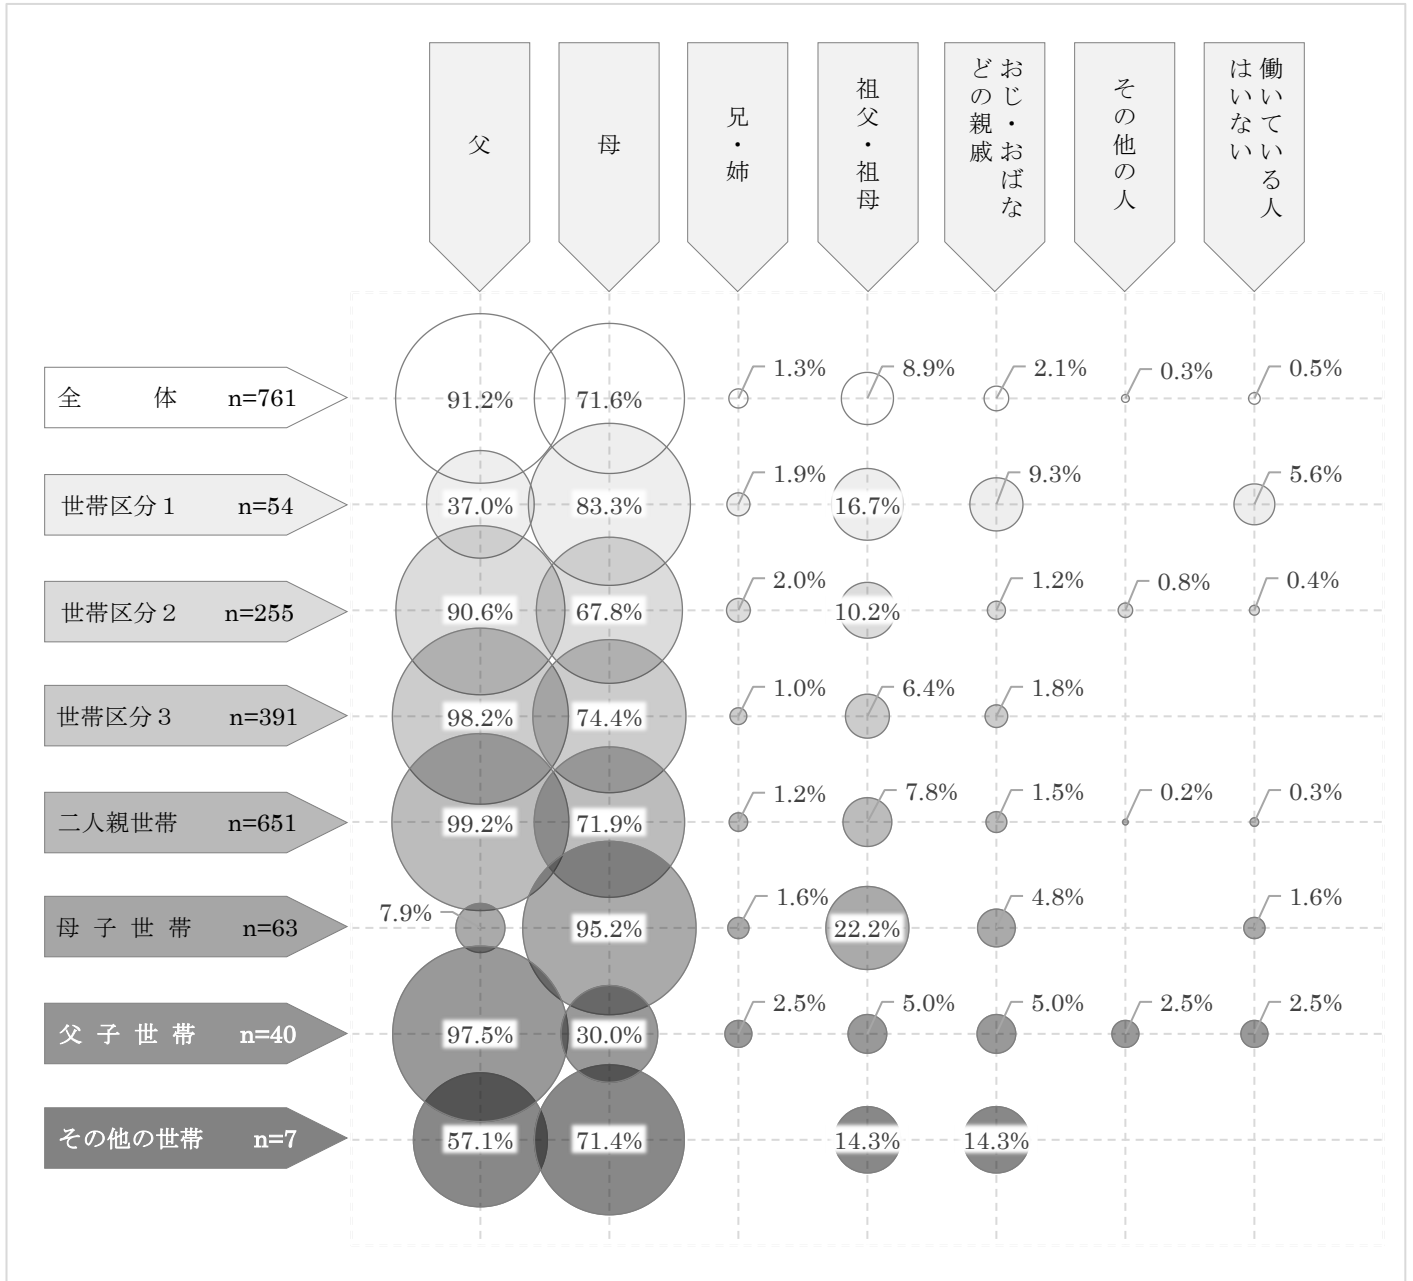 父
母
兄・姉
祖父・祖母
おじ・おばな
どの親戚
その他の人
働いている人
はいない
全 体 n=761
91.2%
71.6%
1.3%
8.9%
2.1%
0.3%
0.5%
世帯区分1 n=54
37.0%
83.3%
1.9%
16.7%
9.3%
5.6%
世帯区分2 n=255
90.6%
67.8%
2.0%
10.2%
1.2%
0.8%
0.4%
世帯区分3 n=391
98.2%
74.4%
1.0%
6.4%
1.8%
二人親世帯 n=651
99.2%
71.9%
1.2%
7.8%
1.5%
0.2%
0.3%
母 子 世 帯 n=63
7.9%
95.2%
1.6%
22.2%
4.8%
1.6%
父 子 世 帯 n=40
97.5%
30.0%
2.5%
5.0%
5.0%
2.5%
2.5%
その他の世帯 n=7
57.1%
71.4%
14.3%
14.3%